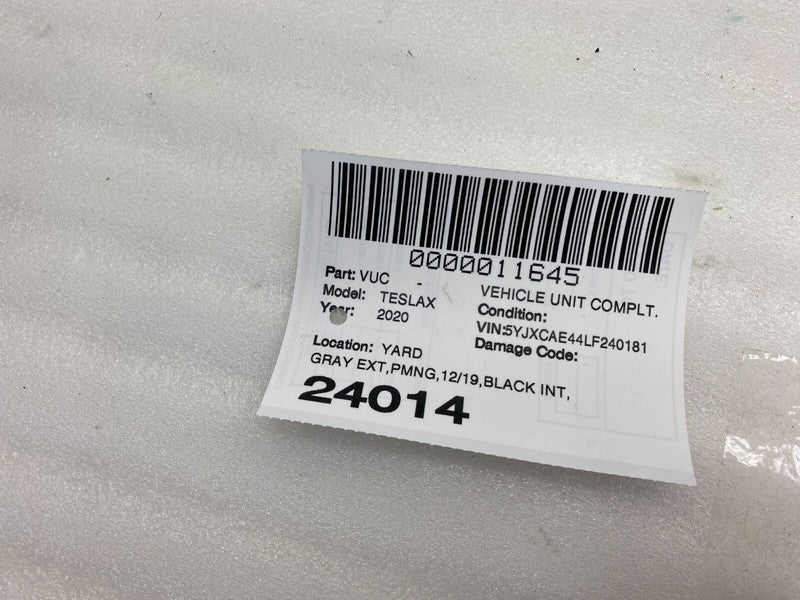 0000011645
Part: VUC - VEHICLE UNIT COMPLT.
Model: TESLAX Condition:
Year: 2020 VIN:5YJXCAE44LF240181
Damage Code:
Location: YARD
GRAY EXT,PMNG,12/19,BLACK INT,
24014